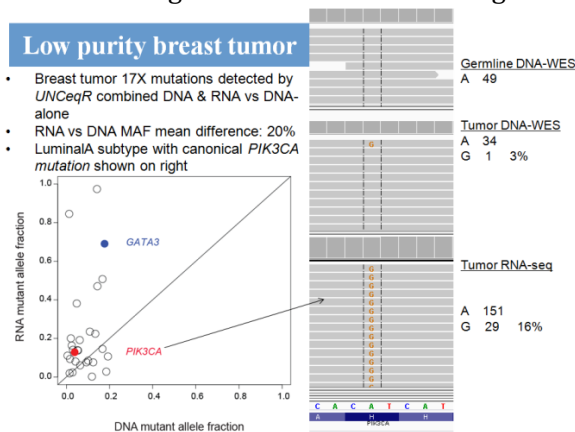 Low purity breast tumor
• Breast tumor 17X mutations detected by
UNCeqR combined DNA & RNA vs DNA-
alone
• RNA vs DNA MAF mean difference: 20%
• LuminalA subtype with canonical PIK3CA
mutation shown on right
RNA mutant allele fraction
1.0
0.8
0.6
0.4
0.2
0.0
GATA3
PIK3CA
0.0 0.2 0.4 0.6 0.8 1.0
DNA mutant allele fraction
Germline DNA-WES
A 49
Tumor DNA-WES
A 34
G 1 3%
G
Tumor RNA-seq
A 151
G 29 16%
G
G
G
G
G
G
G
G
G
G
G
G
C A C A T C A T
A H H
PIK3CA